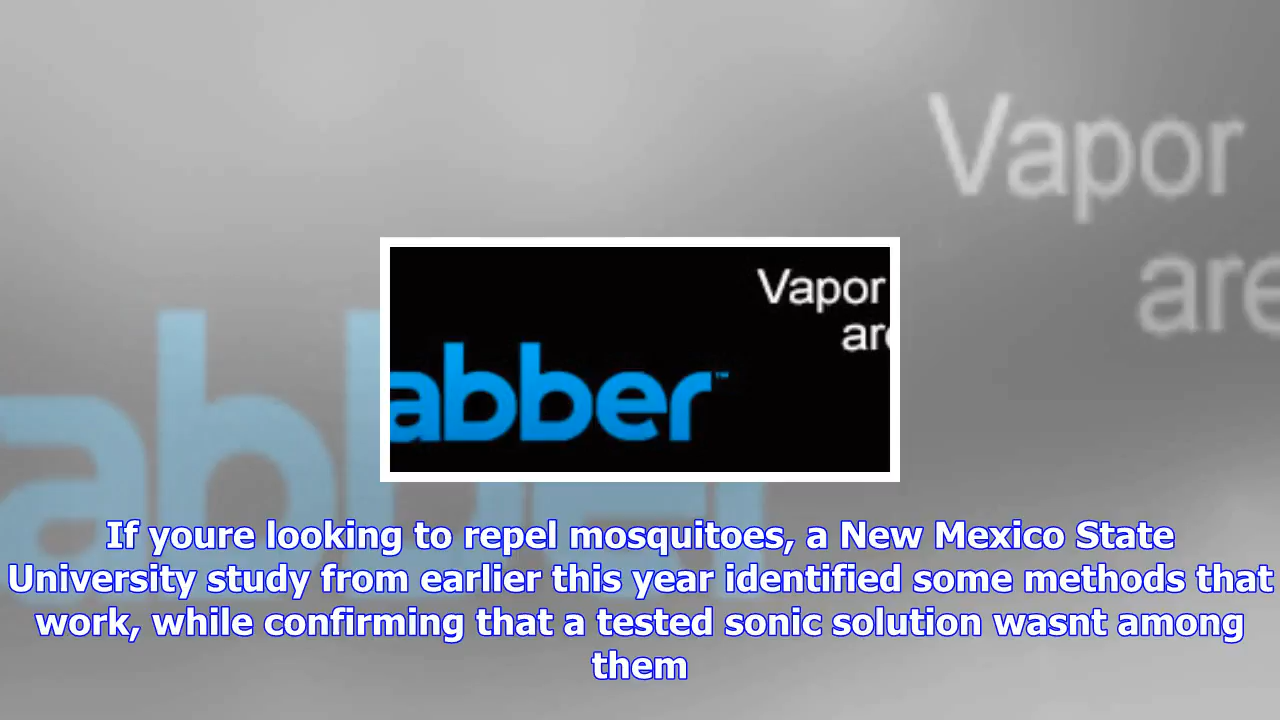 Vapor
are
Vapor
abber™
abber
If youre looking to repel mosquitoes, a New Mexico State
University study from earlier this year identified some methods that
work, while confirming that a tested sonic solution wasnt among
them